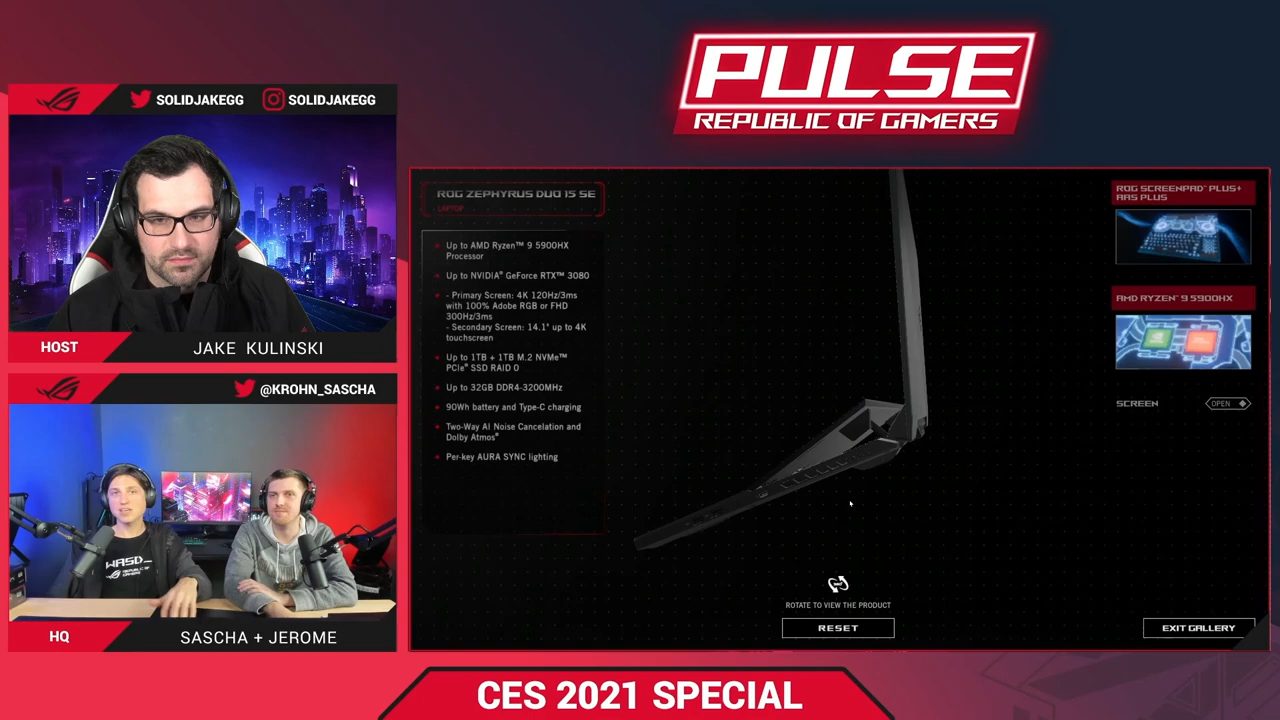 PULSE
REPUBLIC OF GAMERS
SOLIDJAKEGG
SOLIDJAKEGG
HOST
JAKE KULINSKI
@KROHN_SASCHA
WASD_
REPUBLIC OF
GAMERS
HQ
SASCHA + JEROME
ROG ZEPHYRUS DUO 15 SE
LAPTOP
Up to AMD Ryzen™ 9 5900HX
Processor
Up to NVIDIA® GeForce RTX™ 3080
- Primary Screen: 4K 120Hz/3ms
with 100% Adobe RGB or FHD
300Hz/3ms
- Secondary Screen: 14.1" up to 4K
touchscreen
Up to 1TB + 1TB M.2 NVMe™
PCIe® SSD RAID 0
Up to 32GB DDR4-3200MHz
90Wh battery and Type-C charging
Two-Way AI Noise Cancelation and
Dolby Atmos®
Per-key AURA SYNC lighting
ROG SCREENPAD™ PLUS+
AAS PLUS
AMD RYZEN™ 9 5900HX
SCREEN
OPEN
ROTATE TO VIEW THE PRODUCT
RESET
EXIT GALLERY
CES 2021 SPECIAL